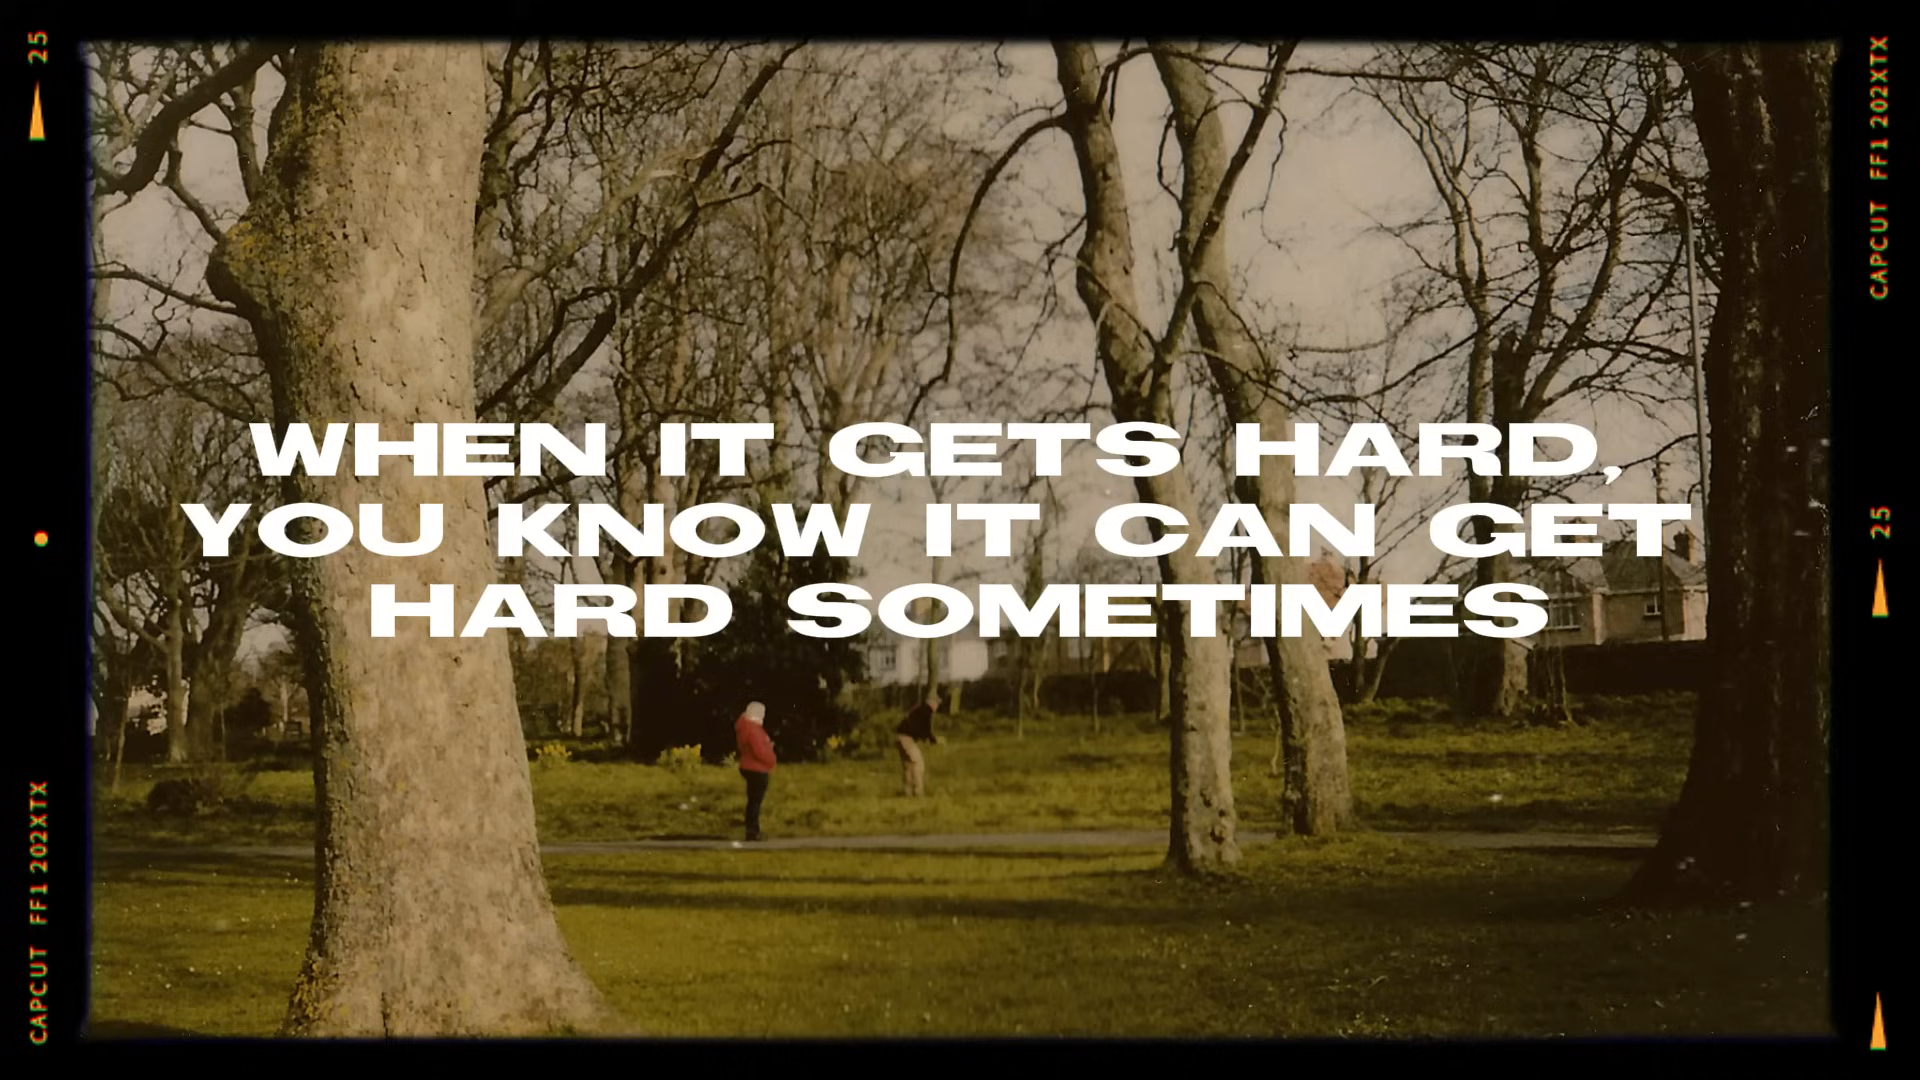 25
CAPCUT FF1 202XTX
WHEN IT GETS HARD,
YOU KNOW IT CAN GET
HARD SOMETIMES
25
CAPCUT FF1 202XTX